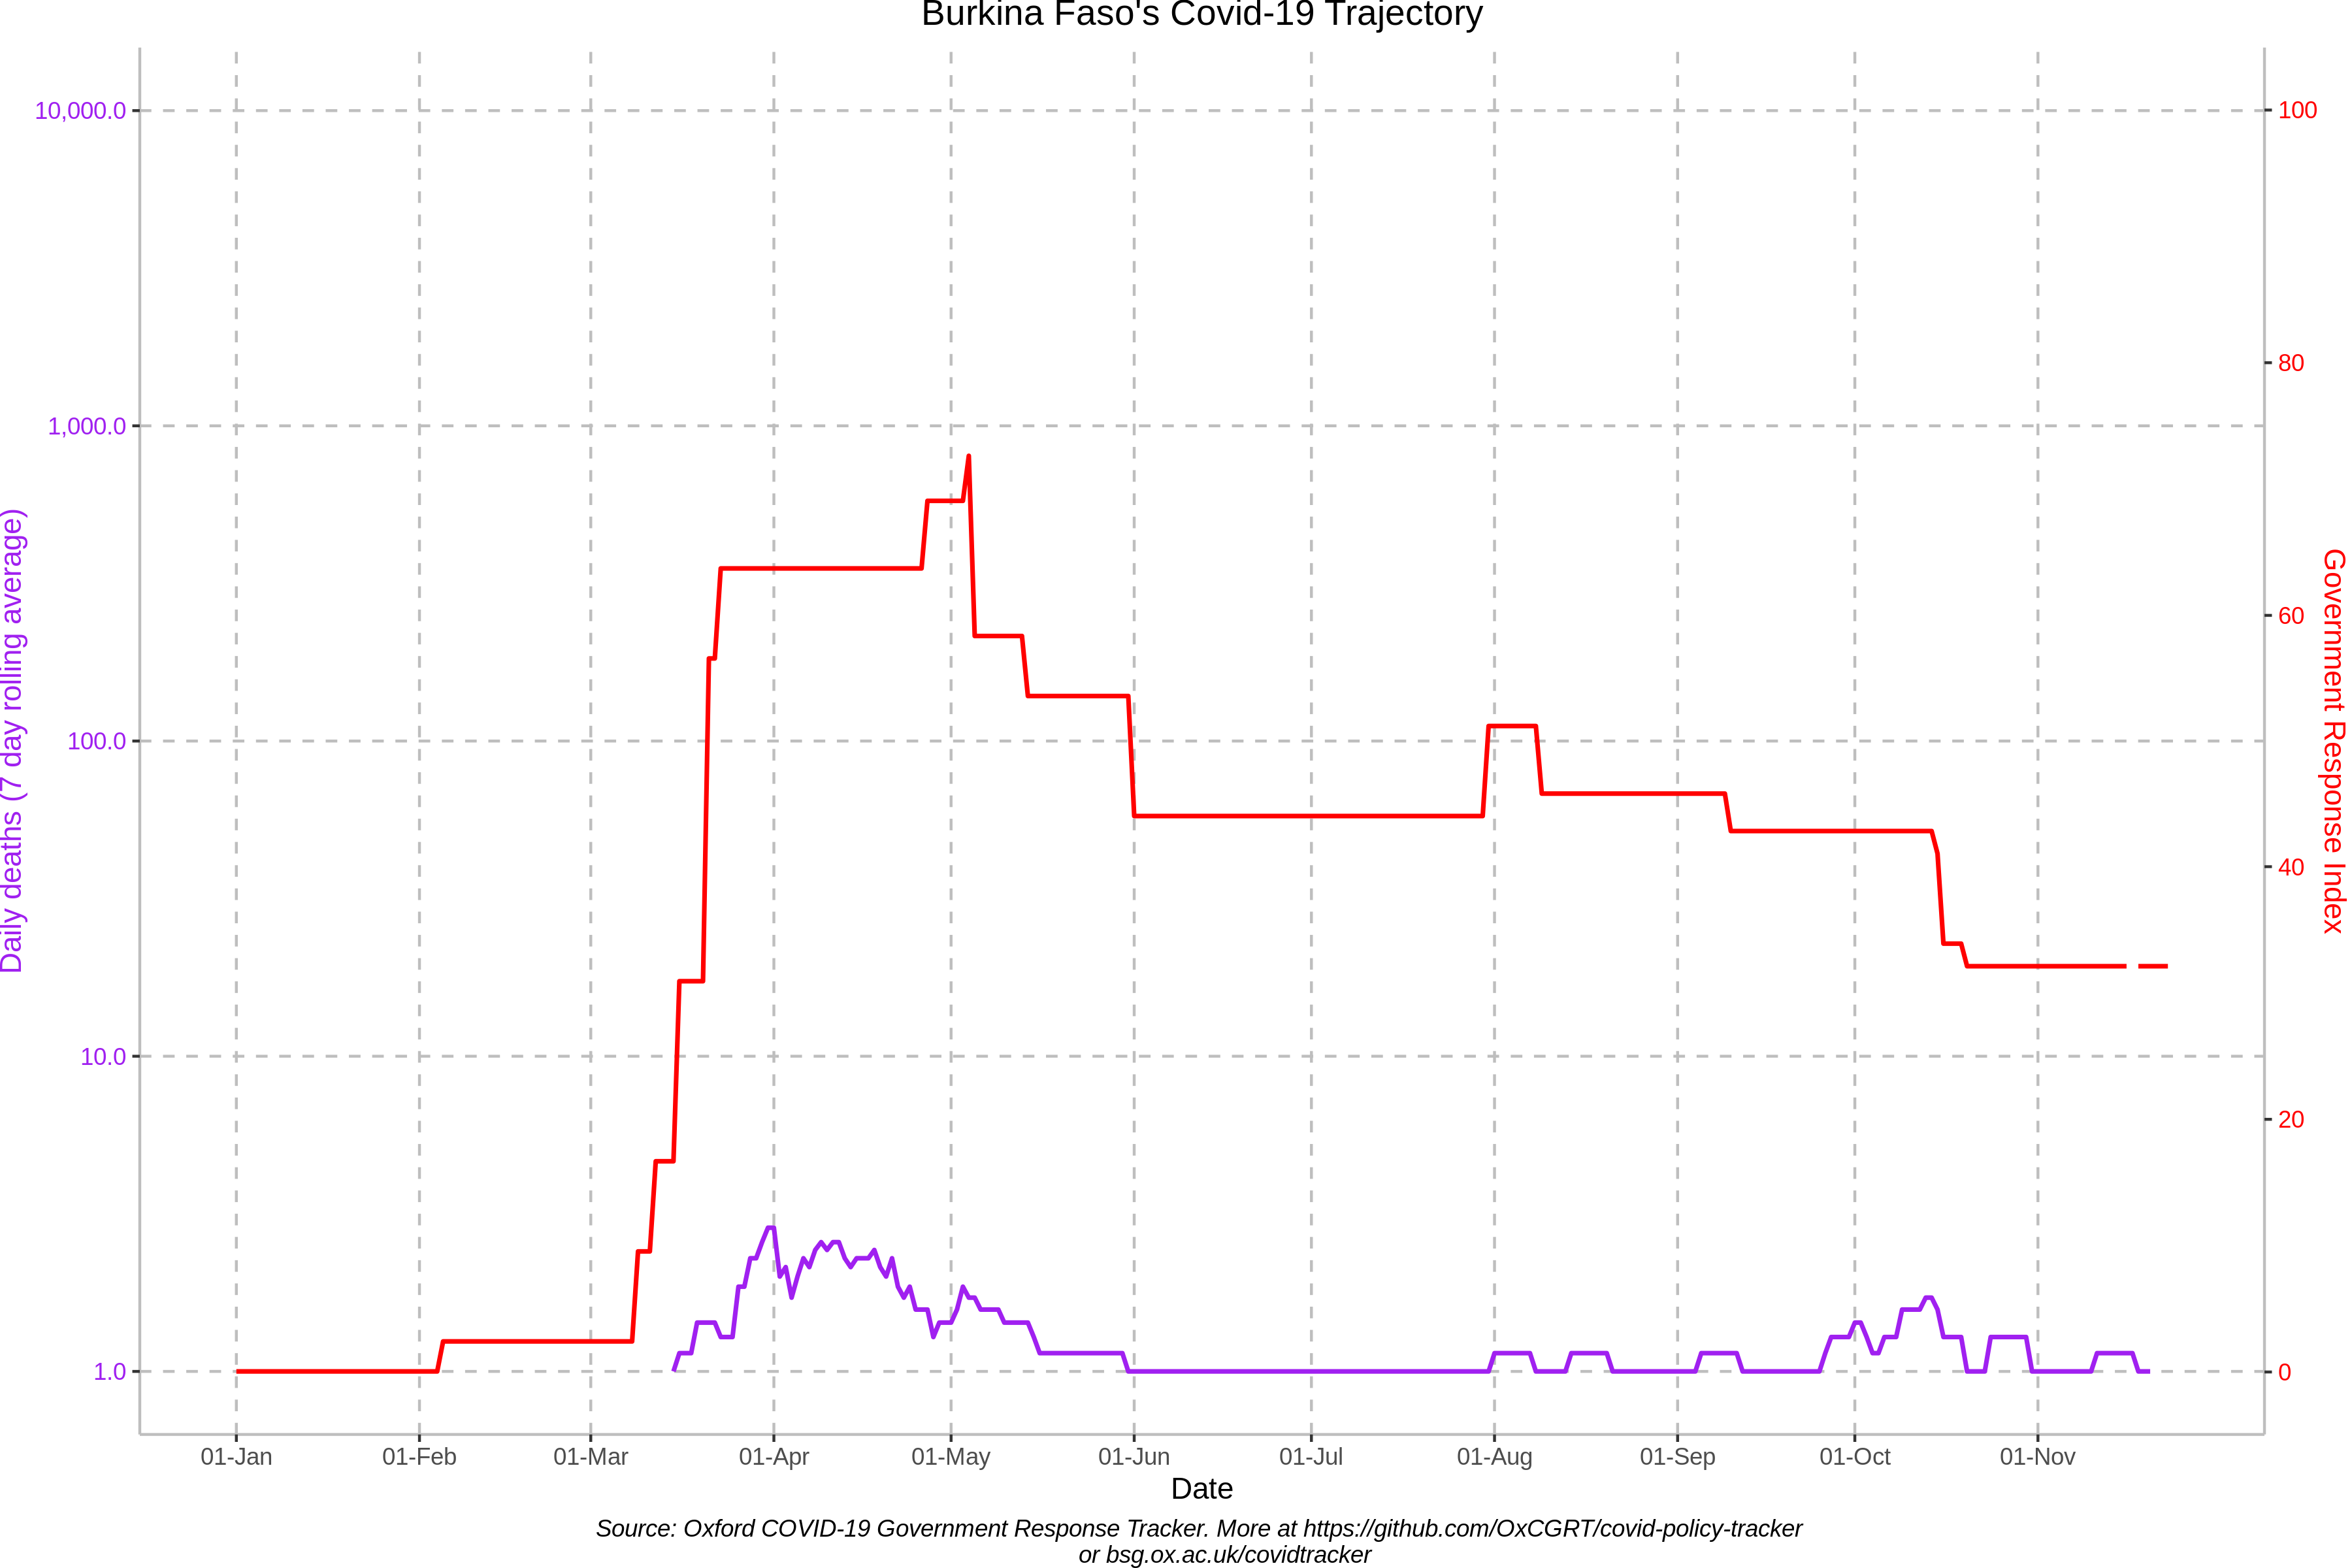 Burkina Faso's Covid-19 Trajectory
Daily deaths (7 day rolling average)
10,000.0
1,000.0
100.0
10.0
1.0
100
80
60
40
20
0
Government Response Index
01-Jan 01-Feb 01-Mar 01-Apr 01-May 01-Jun 01-Jul 01-Aug 01-Sep 01-Oct 01-Nov
Date
Source: Oxford COVID-19 Government Response Tracker. More at https://github.com/OxCGRT/covid-policy-tracker
or bsg.ox.ac.uk/covidtracker